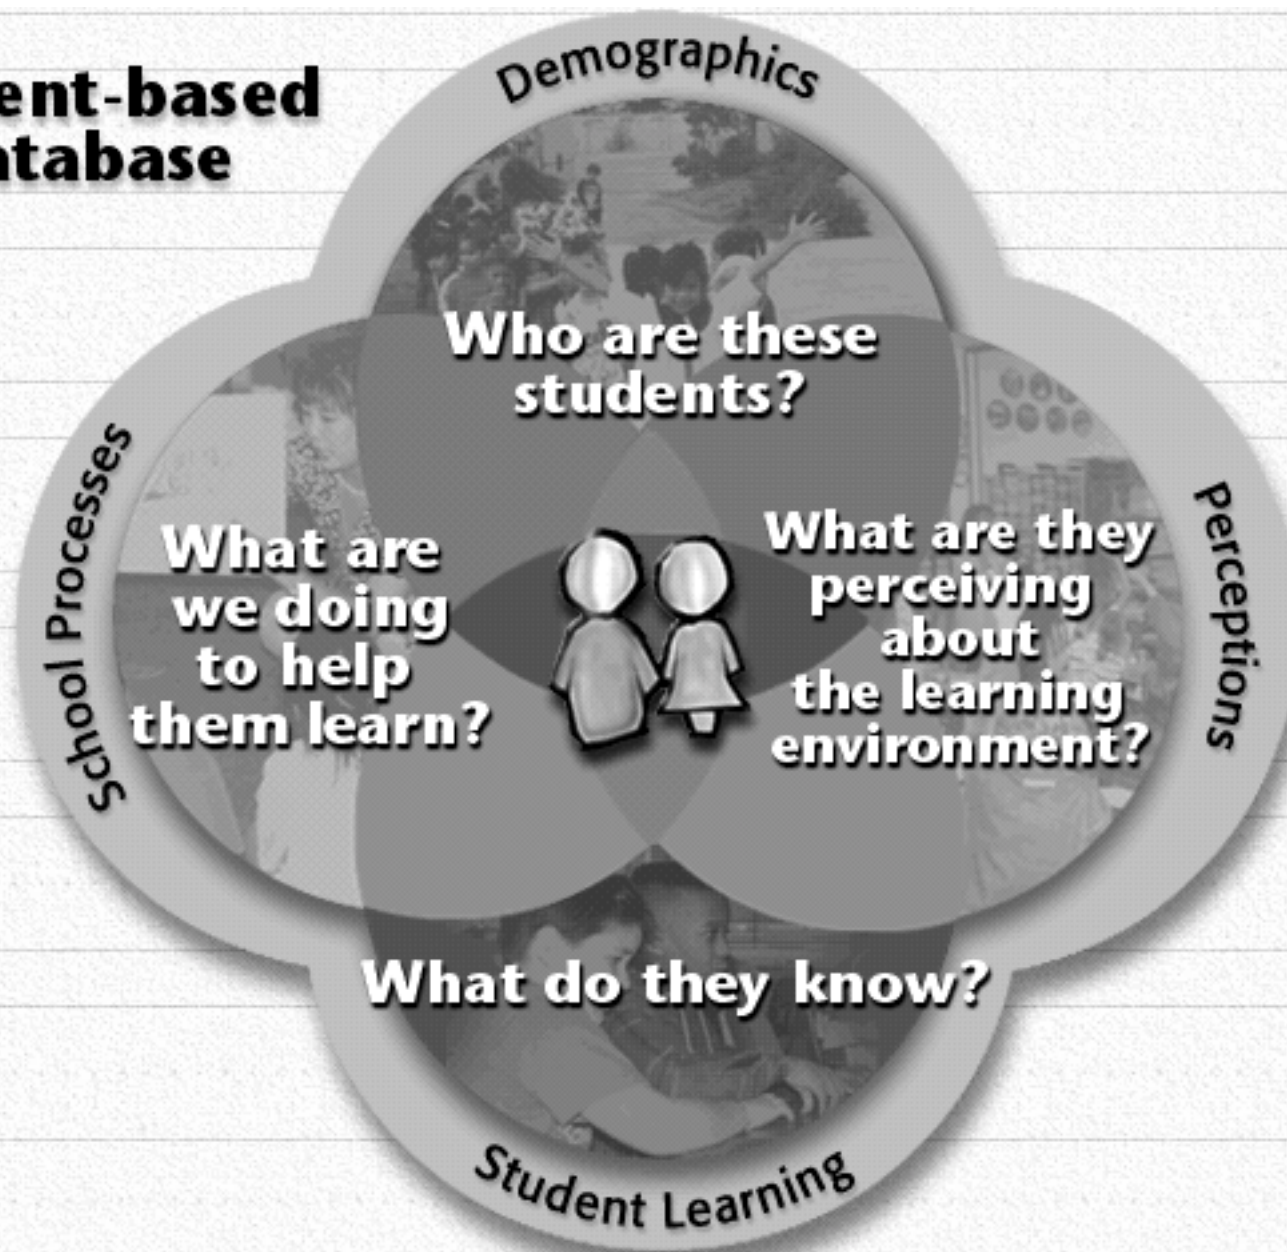 ent-based
tabase
Demographics
Who are these
students?
School Processes
What are
we doing
to help
them learn?
What are they
perceiving
about
the learning
environment?
Perceptions
What do they know?
Student Learning